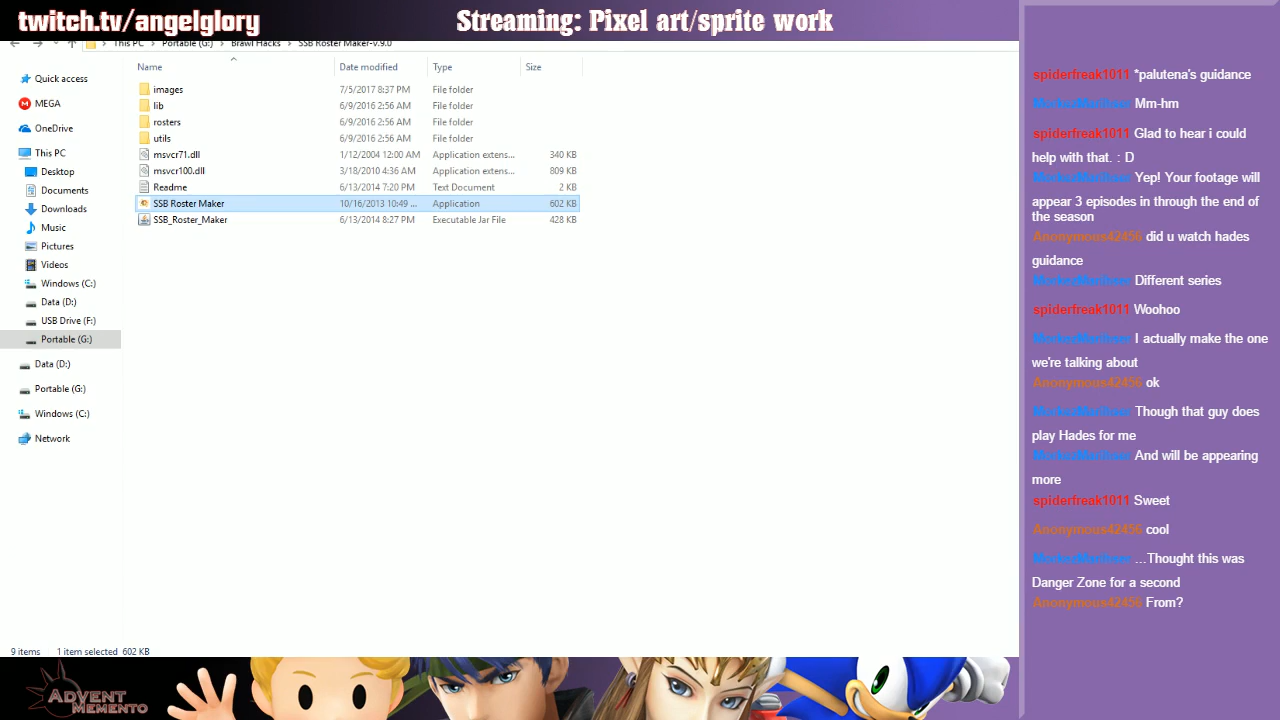 twitch.tv/angelglory
Streaming: Pixel art/sprite work
This PC
Portable (G:)
Brawl Hacks
SSB Roster Maker-v.9.0
Name
Date modified
Type
Size
Quick access
MEGA
OneDrive
This PC
Desktop
Documents
Downloads
Music
Pictures
Videos
Windows (C:)
Data (D:)
USB Drive (F:)
Portable (G:)
Data (D:)
Portable (G:)
Windows (C:)
Network
images 7/5/2017 8:37 PM File folder
lib 6/9/2016 2:56 AM File folder
rosters 6/9/2016 2:56 AM File folder
utils 6/9/2016 2:56 AM File folder
msvcr71.dll 1/12/2004 12:00 AM Application extens... 340 KB
msvcr100.dll 3/18/2010 4:36 AM Application extens... 809 KB
Readme 6/13/2014 7:20 PM Text Document 2 KB
SSB Roster Maker 10/16/2013 10:49 ... Application 602 KB
SSB_Roster_Maker 6/13/2014 8:27 PM Executable Jar File 428 KB
9 items 1 item selected 602 KB
spiderfreak1011 *palutena's guidance
Mm-hm
spiderfreak1011 Glad to hear i could
help with that. : D
Yep! Your footage will
appear 3 episodes in through the end of
the season
Anonymous42456 did u watch hades
guidance
Different series
spiderfreak1011 Woohoo
I actually make the one
we're talking about
Anonymous42456 ok
Though that guy does
play Hades for me
And will be appearing
more
spiderfreak1011 Sweet
Anonymous42456 cool
...Thought this was
Danger Zone for a second
Anonymous42456 From?
ADVENT
MEMENTO